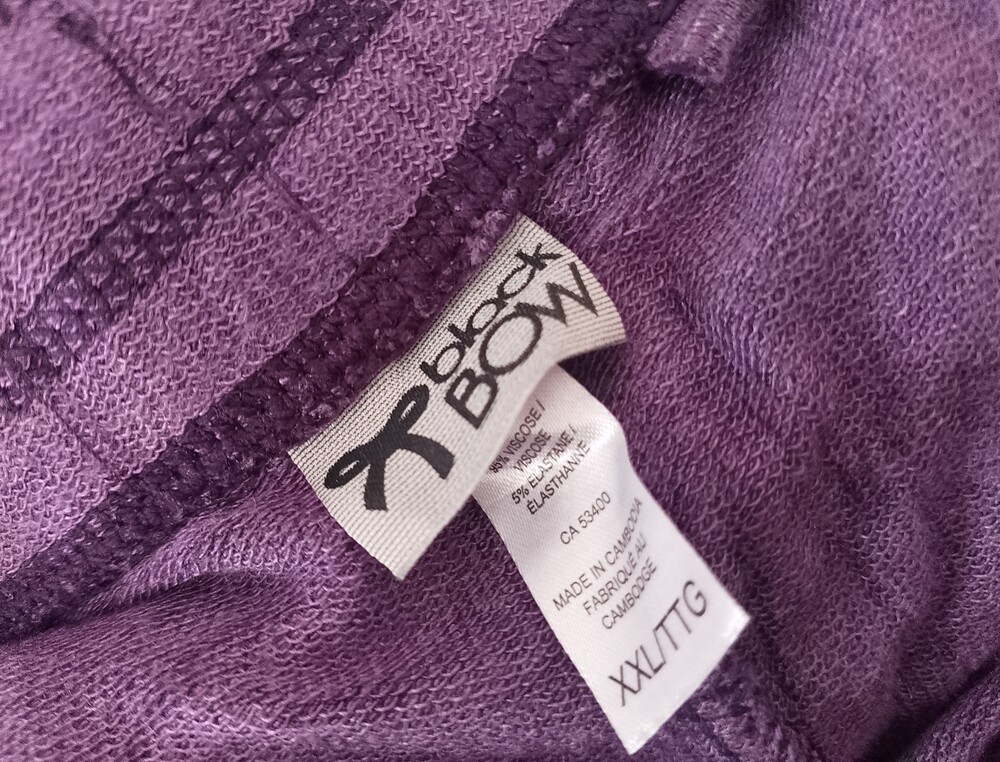 black
BOW
95% VISCOSE /
VISCOSE
5% ELASTANE /
ÉLASTHANNE
CA 53400
MADE IN CAMBODIA
FABRIQUÉ AU
CAMBODGE
XXL/TTG